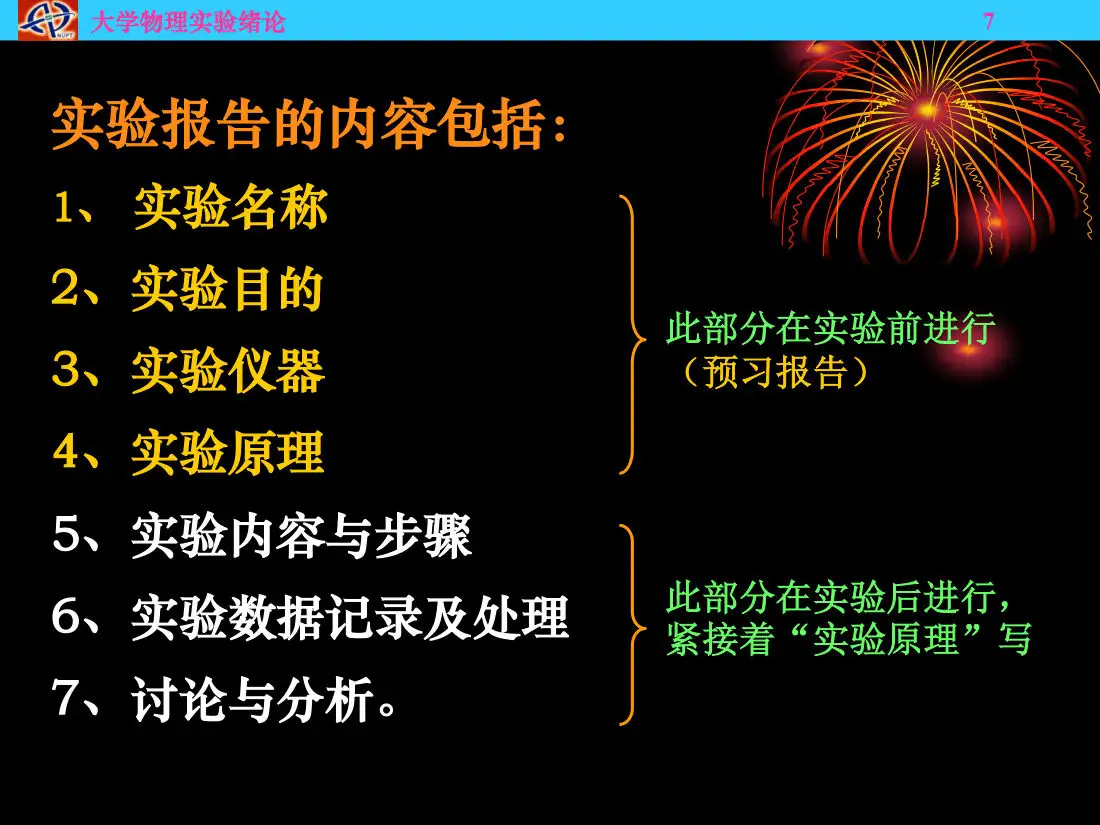 大学物理实验绪论
7
实验报告的内容包括：
1、 实验名称
2、实验目的
3、实验仪器
4、实验原理
此部分在实验前进行
（预习报告）
5、实验内容与步骤
6、实验数据记录及处理
7、讨论与分析。
此部分在实验后进行，
紧接着“实验原理”写
NUPT